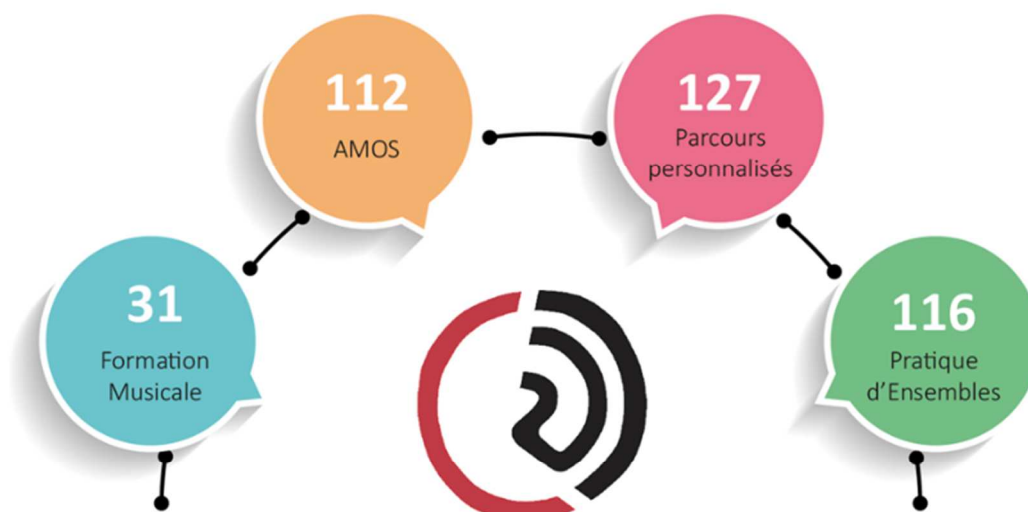 112
AMOS
127
Parcours
personnalisés
31
Formation
Musicale
116
Pratique
d'Ensembles